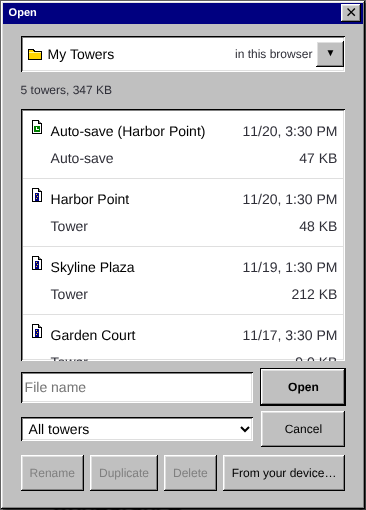 Open
My Towers in this browser
5 towers, 347 KB
Auto-save (Harbor Point) 11/20, 3:30 PM
Auto-save 47 KB
Harbor Point 11/20, 1:30 PM
Tower 48 KB
Skyline Plaza 11/19, 1:30 PM
Tower 212 KB
Garden Court 11/17, 3:30 PM
Tower
File name Open
All towers Cancel
Rename Duplicate Delete From your device…